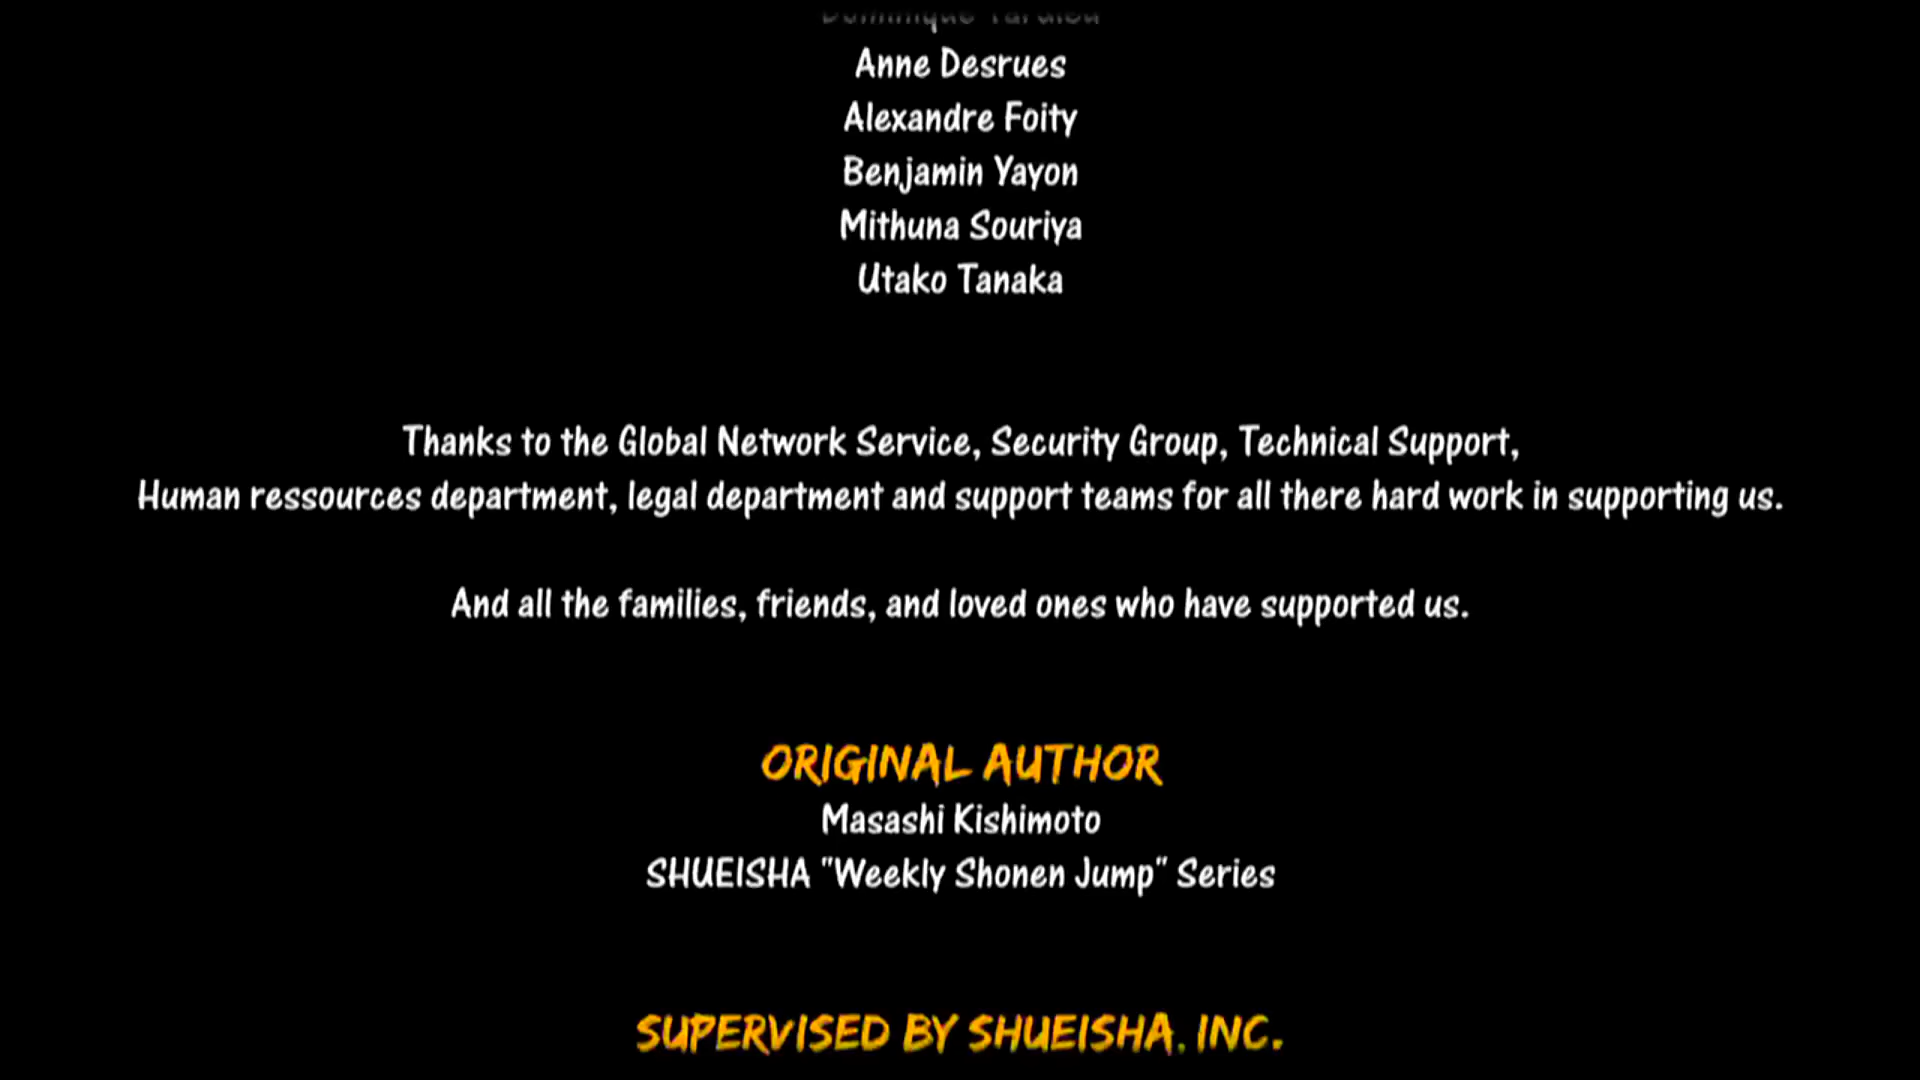 Dominique Tardieu
Anne Desrues
Alexandre Foity
Benjamin Yayon
Mithuna Souriya
Utako Tanaka
Thanks to the Global Network Service, Security Group, Technical Support,
Human ressources department, legal department and support teams for all there hard work in supporting us.
And all the families, friends, and loved ones who have supported us.
ORIGINAL AUTHOR
Masashi Kishimoto
SHUEISHA "Weekly Shonen Jump" Series
SUPERVISED BY SHUEISHA, INC.